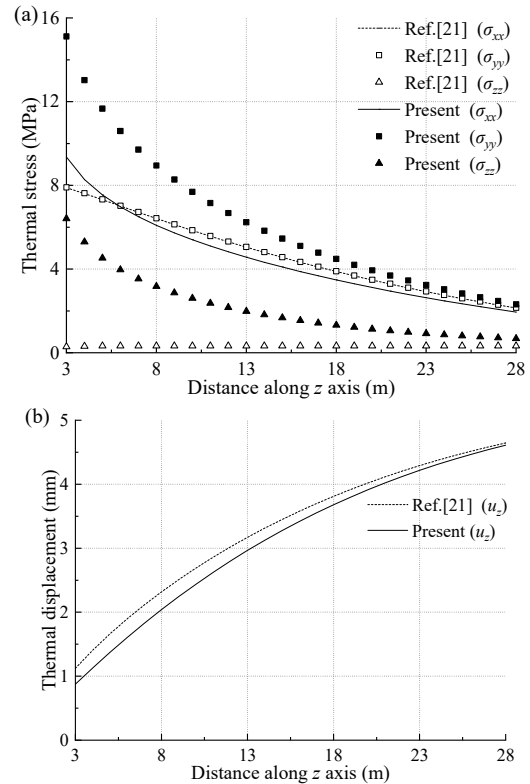 (a)
16
12
8
4
0
Thermal stress (MPa)
Ref.[21] (σxx)
Ref.[21] (σyy)
Ref.[21] (σzz)
Present (σxx)
Present (σyy)
Present (σzz)
3 8 13 18 23 28
Distance along z axis (m)
(b)
5
4
3
2
1
0
Thermal displacement (mm)
Ref.[21] (uz)
Present (uz)
3 8 13 18 23 28
Distance along z axis (m)